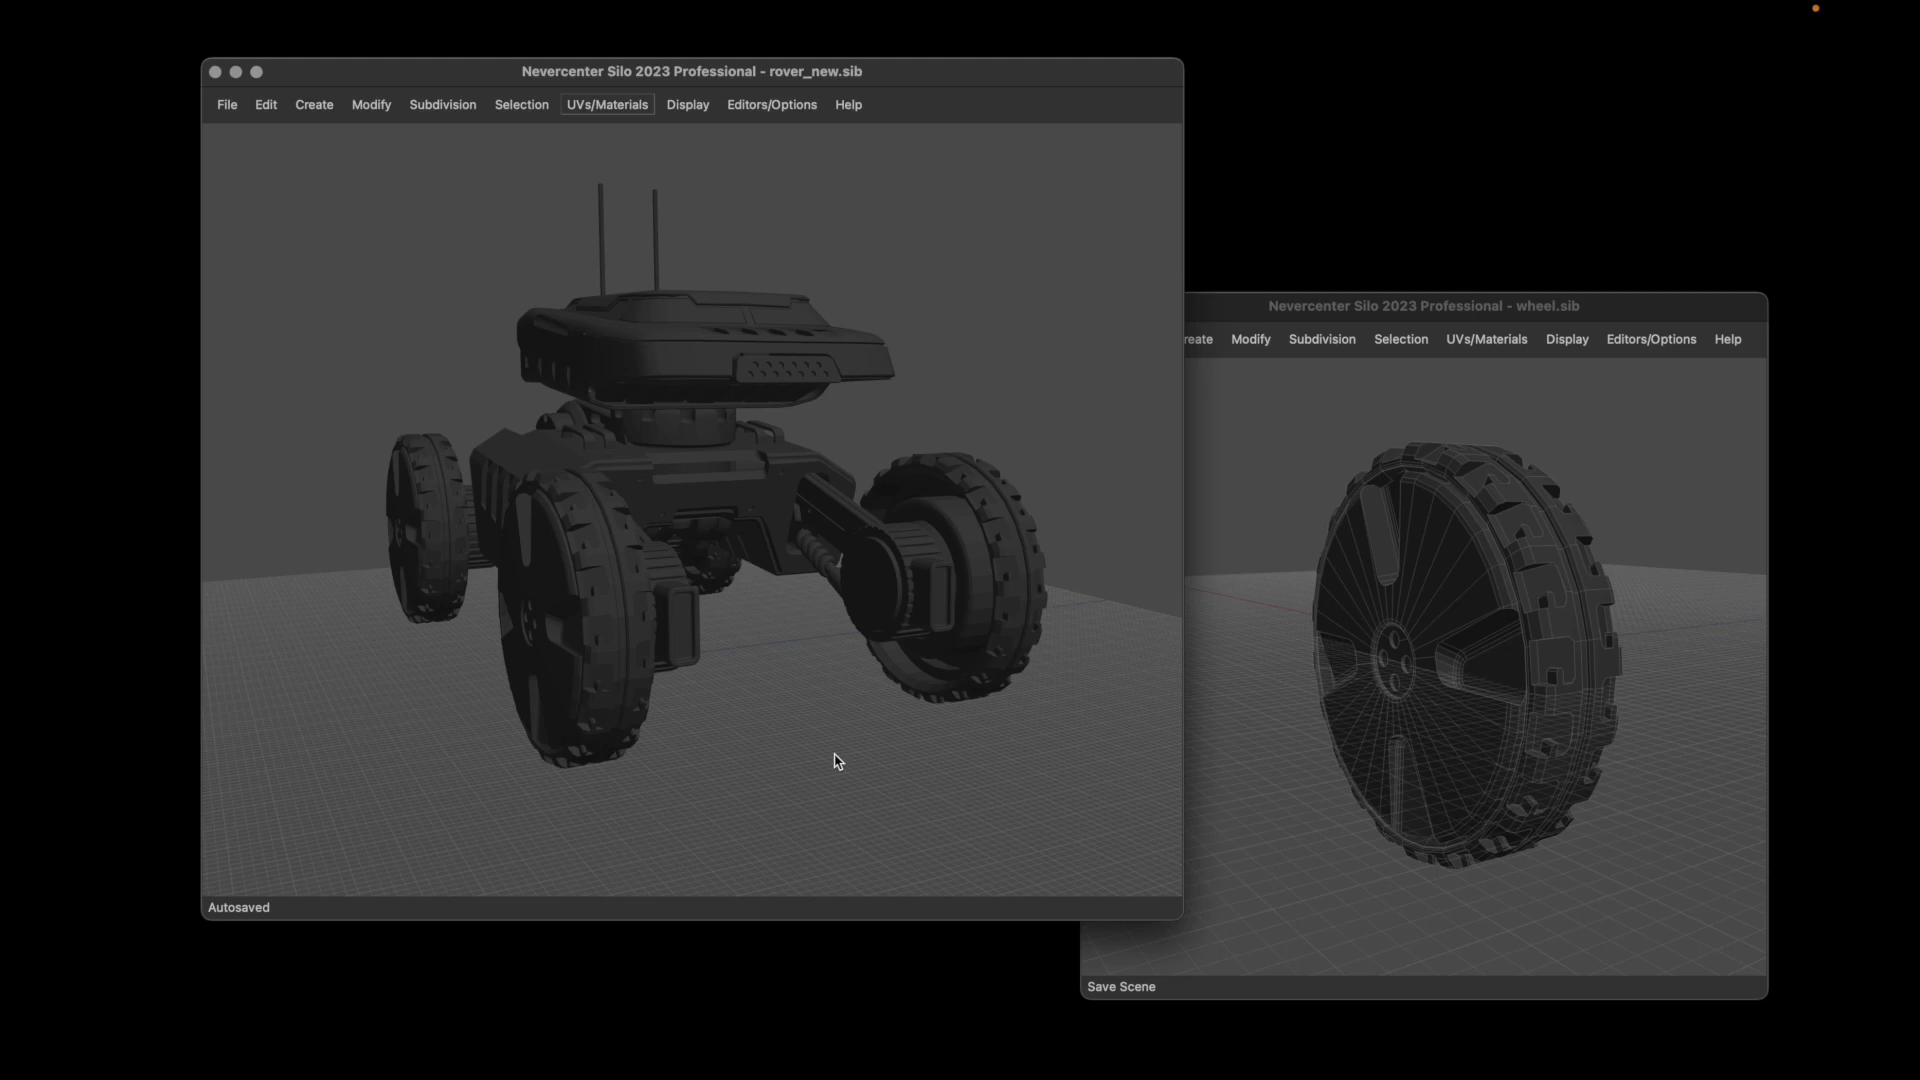 Nevercenter Silo 2023 Professional - rover_new.sib
File Edit Create Modify Subdivision Selection UVs/Materials Display Editors/Options Help
Autosaved
Nevercenter Silo 2023 Professional - wheel.sib
reate Modify Subdivision Selection UVs/Materials Display Editors/Options Help
Save Scene